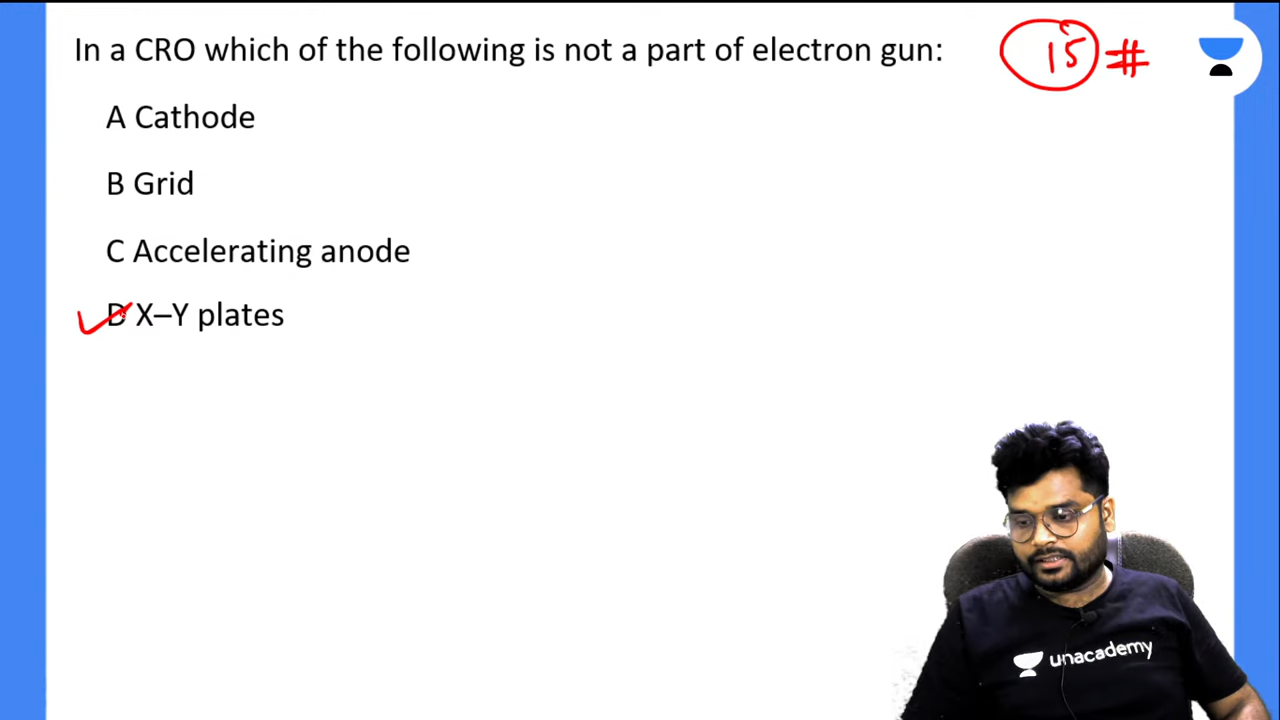 In a CRO which of the following is not a part of electron gun:
15 #
A Cathode
B Grid
C Accelerating anode
D X–Y plates
unacademy